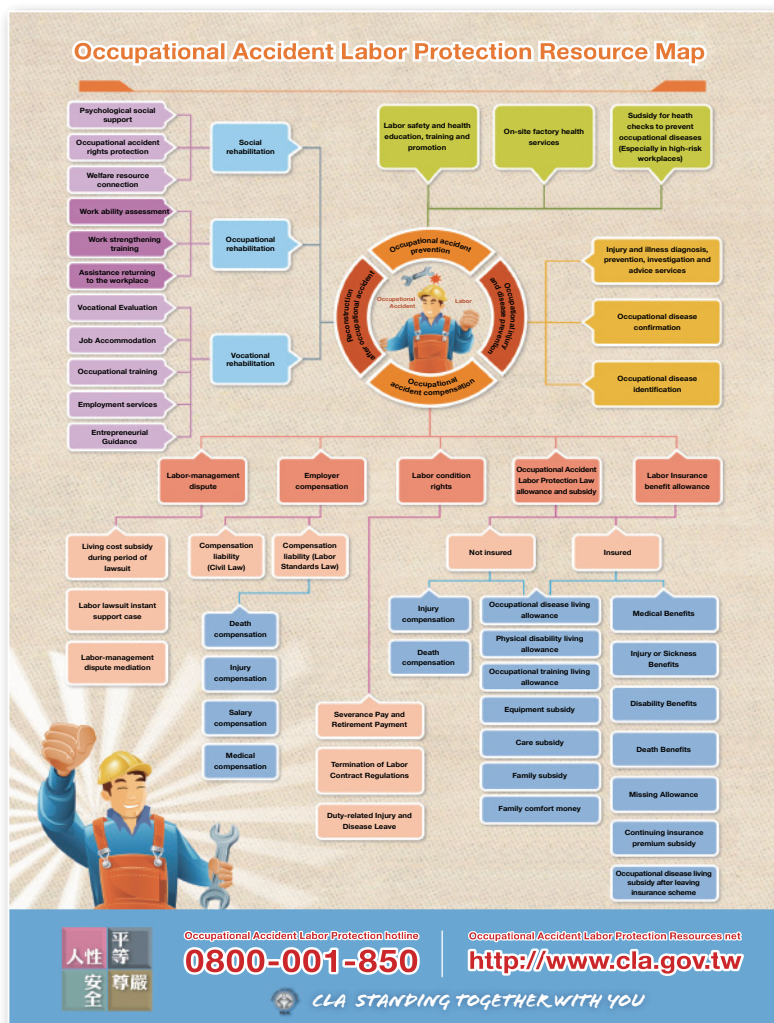 Occupational Accident Labor Protection Resource Map
Psychological social
support
Occupational accident
rights protection
Welfare resource
connection
Work ability assessment
Work strengthening
training
Assistance returning
to the workplace
Vocational Evaluation
Job Accommodation
Occupational training
Employment services
Entrepreneurial
Guidance
Social
rehabilitation
Occupational
rehabilitation
Vocational
rehabilitation
Labor safety and health
education, training and
promotion
On-site factory health
services
Sudsidy for heath
checks to prevent
occupational diseases
(Especially in high-risk
workplaces)
Occupational accident
prevention
Occupational injury
and disease prevention
Occupational
accident compensation
Reconstruction
after occupational accident
Occupational
Accident
Labor
Injury and illness diagnosis,
prevention, investigation and
advice services
Occupational disease
confirmation
Occupational disease
identification
Labor-management
dispute
Employer
compensation
Labor condition
rights
Occupational Accident
Labor Protection Law
allowance and subsidy
Labor Insurance
benefit allowance
Living cost subsidy
during period of
lawsuit
Labor lawsuit instant
support case
Labor-management
dispute mediation
Compensation
liability
(Civil Law)
Compensation
liability (Labor
Standards Law)
Death
compensation
Injury
compensation
Salary
compensation
Medical
compensation
Severance Pay and
Retirement Payment
Termination of Labor
Contract Regulations
Duty-related Injury and
Disease Leave
Not insured
Insured
Injury
compensation
Death
compensation
Occupational disease living
allowance
Physical disability living
allowance
Occupational training living
allowance
Equipment subsidy
Care subsidy
Family subsidy
Family comfort money
Medical Benefits
Injury or Sickness
Benefits
Disability Benefits
Death Benefits
Missing Allowance
Continuing insurance
premium subsidy
Occupational disease living
subsidy after leaving
insurance scheme
人性
平等
安全
尊嚴
Occupational Accident Labor Protection hotline
0800-001-850
Occupational Accident Labor Protection Resources net
http://www.cla.gov.tw
CLA STANDING TOGETHER WITH YOU